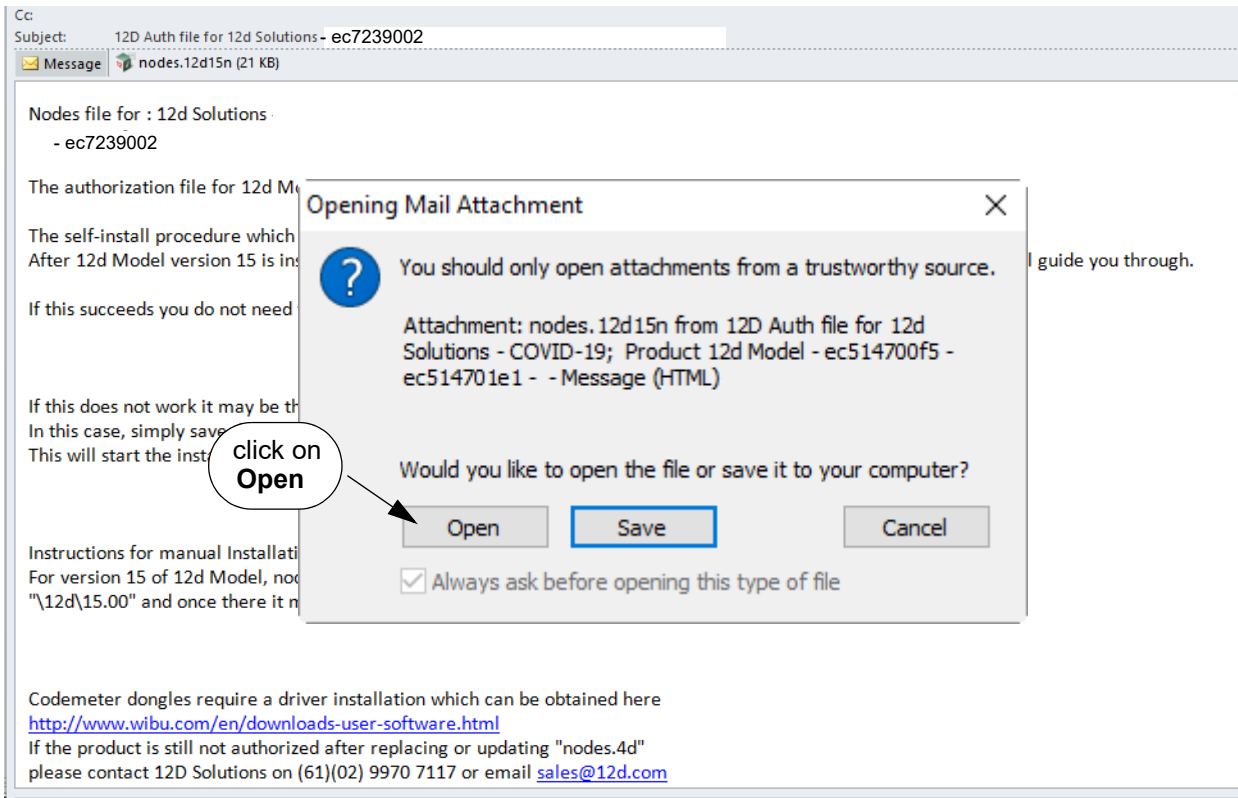 Cc:
Subject: 12D Auth file for 12d Solutions - ec7239002
Message nodes.12d15n (21 KB)
Nodes file for : 12d Solutions
- ec7239002
The authorization file for 12d
Opening Mail Attachment
The self-install procedure which
After 12d Model version 15 is
guide you through.
You should only open attachments from a trustworthy source.
If this succeeds you do not need
Attachment: nodes.12d15n from 12D Auth file for 12d
Solutions - COVID-19; Product 12d Model - ec514700f5 -
ec514701e1 - - Message (HTML)
If this does not work it may be
In this case, simply save
This will start the
click on
Open
Would you like to open the file or save it to your computer?
Open Save Cancel
Always ask before opening this type of file
Instructions for manual
For version 15 of 12d Model,
"\12d\15.00" and once there it
Codemeter dongles require a driver installation which can be obtained here
http://www.wibu.com/en/downloads-user-software.html
If the product is still not authorized after replacing or updating "nodes.4d"
please contact 12D Solutions on (61)(02) 9970 7117 or email sales@12d.com